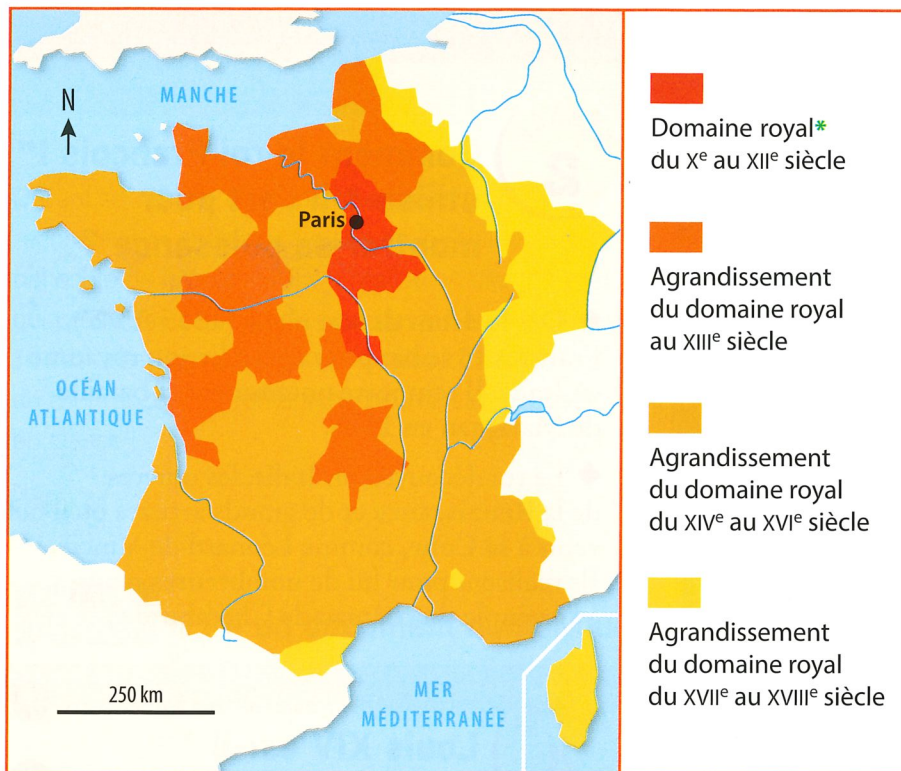 MANCHE
N
Paris
OCÉAN
ATLANTIQUE
250 km
MER
MÉDITERRANÉE
Domaine royal*
du Xᵉ au XIIᵉ siècle
Agrandissement
du domaine royal
au XIIIᵉ siècle
Agrandissement
du domaine royal
du XIVᵉ au XVIᵉ siècle
Agrandissement
du domaine royal
du XVIIᵉ au XVIIIᵉ siècle